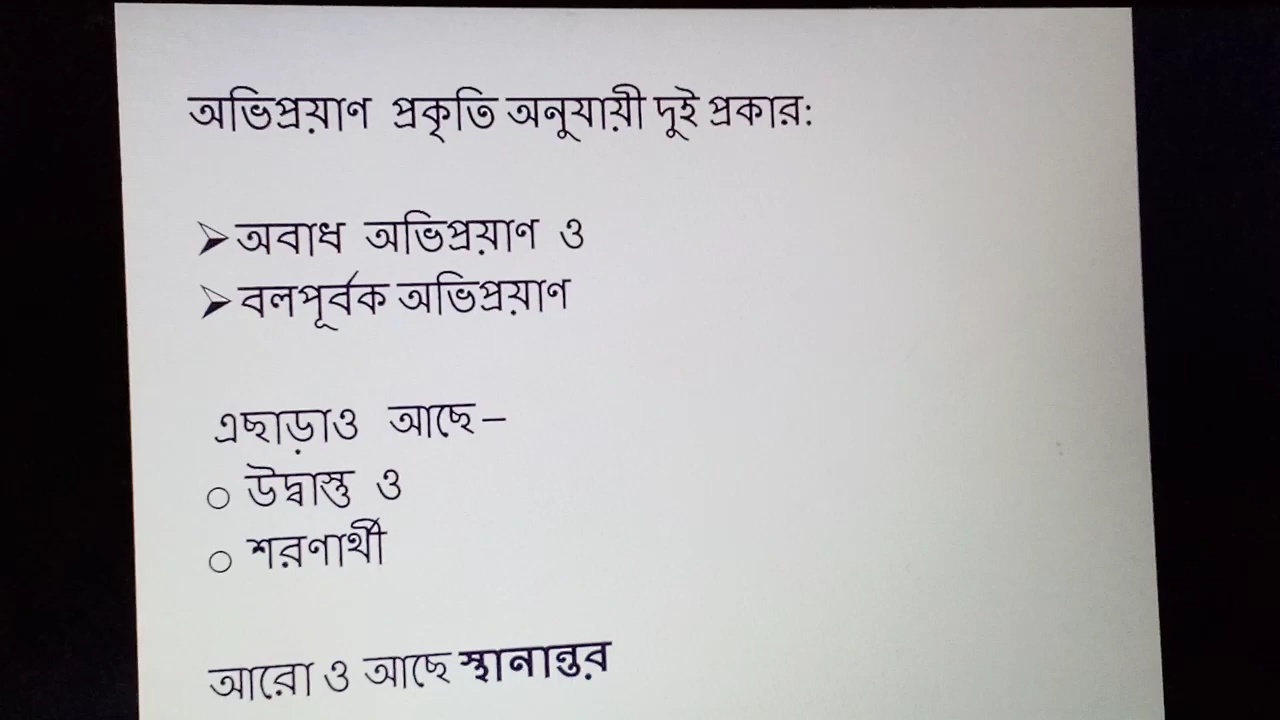 অভিপ্রয়াণ প্রকৃতি অনুযায়ী দুই প্রকার:
➢অবাধ অভিপ্রয়াণ ও
➢বলপূর্বক অভিপ্রয়াণ
এছাড়াও আছে–
○ উদ্বাস্তু ও
○ শরণার্থী
আরো ও আছে স্থানান্তর